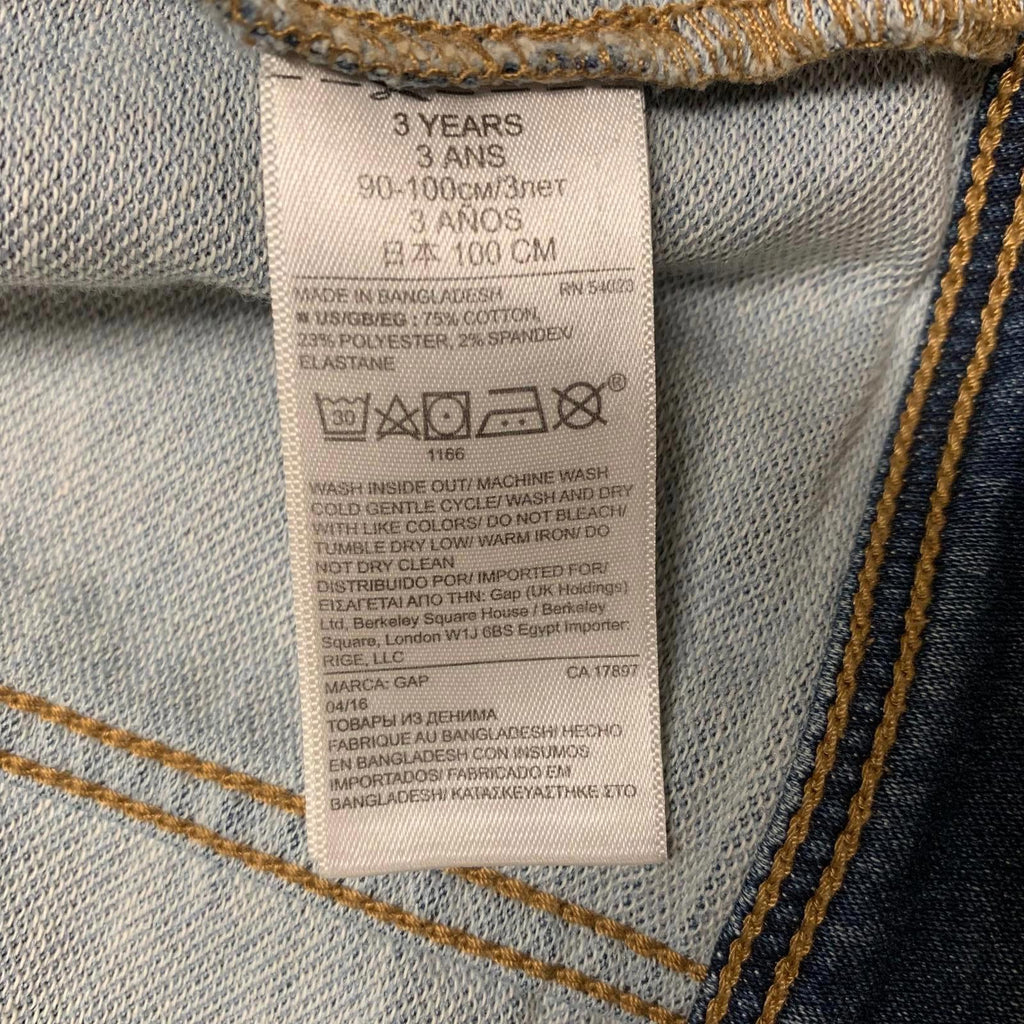 3 YEARS
3 ANS
90-100см/3лет
3 AÑOS
日本 100 CM
MADE IN BANGLADESH RN 54023
US/GB/EG : 75% COTTON,
23% POLYESTER, 2% SPANDEX/
ELASTANE
30 ®
1166
WASH INSIDE OUT/ MACHINE WASH
COLD GENTLE CYCLE/ WASH AND DRY
WITH LIKE COLORS/ DO NOT BLEACH/
TUMBLE DRY LOW/ WARM IRON/ DO
NOT DRY CLEAN
DISTRIBUIDO POR/ IMPORTED FOR/
ΕΙΣΑΓΕΤΑΙ ΑΠΟ ΤΗΝ: Gap (UK Holdings)
Ltd, Berkeley Square House / Berkeley
Square, London W1J 6BS Egypt Importer:
RIGE, LLC
MARCA: GAP CA 17897
04/16
ТОВАРЫ ИЗ ДЕНИМА
FABRIQUE AU BANGLADESH/ HECHO
EN BANGLADESH CON INSUMOS
IMPORTADOS/ FABRICADO EM
BANGLADESH/ ΚΑΤΑΣΚΕΥΑΣΤΗΚΕ ΣΤΟ